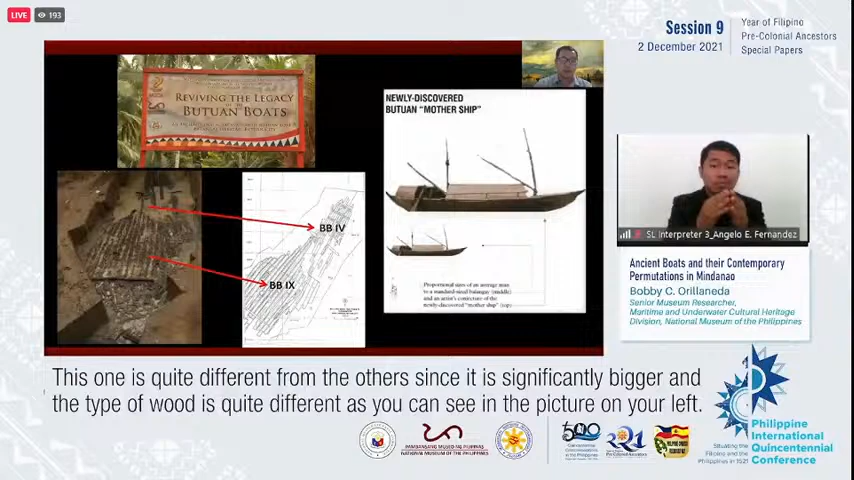 LIVE
193
Session 9
2 December 2021
Year of Filipino
Pre-Colonial Ancestors
Special Papers
REVIVING THE LEGACY
OF THE
BUTUAN BOATS
NEWLY-DISCOVERED
BUTUAN "MOTHER SHIP"
BB IV
BB IX
Proportional sizes of an average man
to a standard-sized balangay (middle)
and an artist's conjecture of the
newly-discovered "mother ship" (top)
SL Interpreter 3_Angelo E. Fernandez
Ancient Boats and their Contemporary
Permutations in Mindanao
Bobby C. Orillaneda
Senior Museum Researcher,
Maritime and Underwater Cultural Heritage
Division, National Museum of the Philippines
This one is quite different from the others since it is significantly bigger and
the type of wood is quite different as you can see in the picture on your left.
PAMBANSANG MUSEO NG PILIPINAS
NATIONAL MUSEUM OF THE PHILIPPINES
500
2021
Philippine
International
Quincentennial
Conference
Situating the
Filipino and the
Philippines in 1521